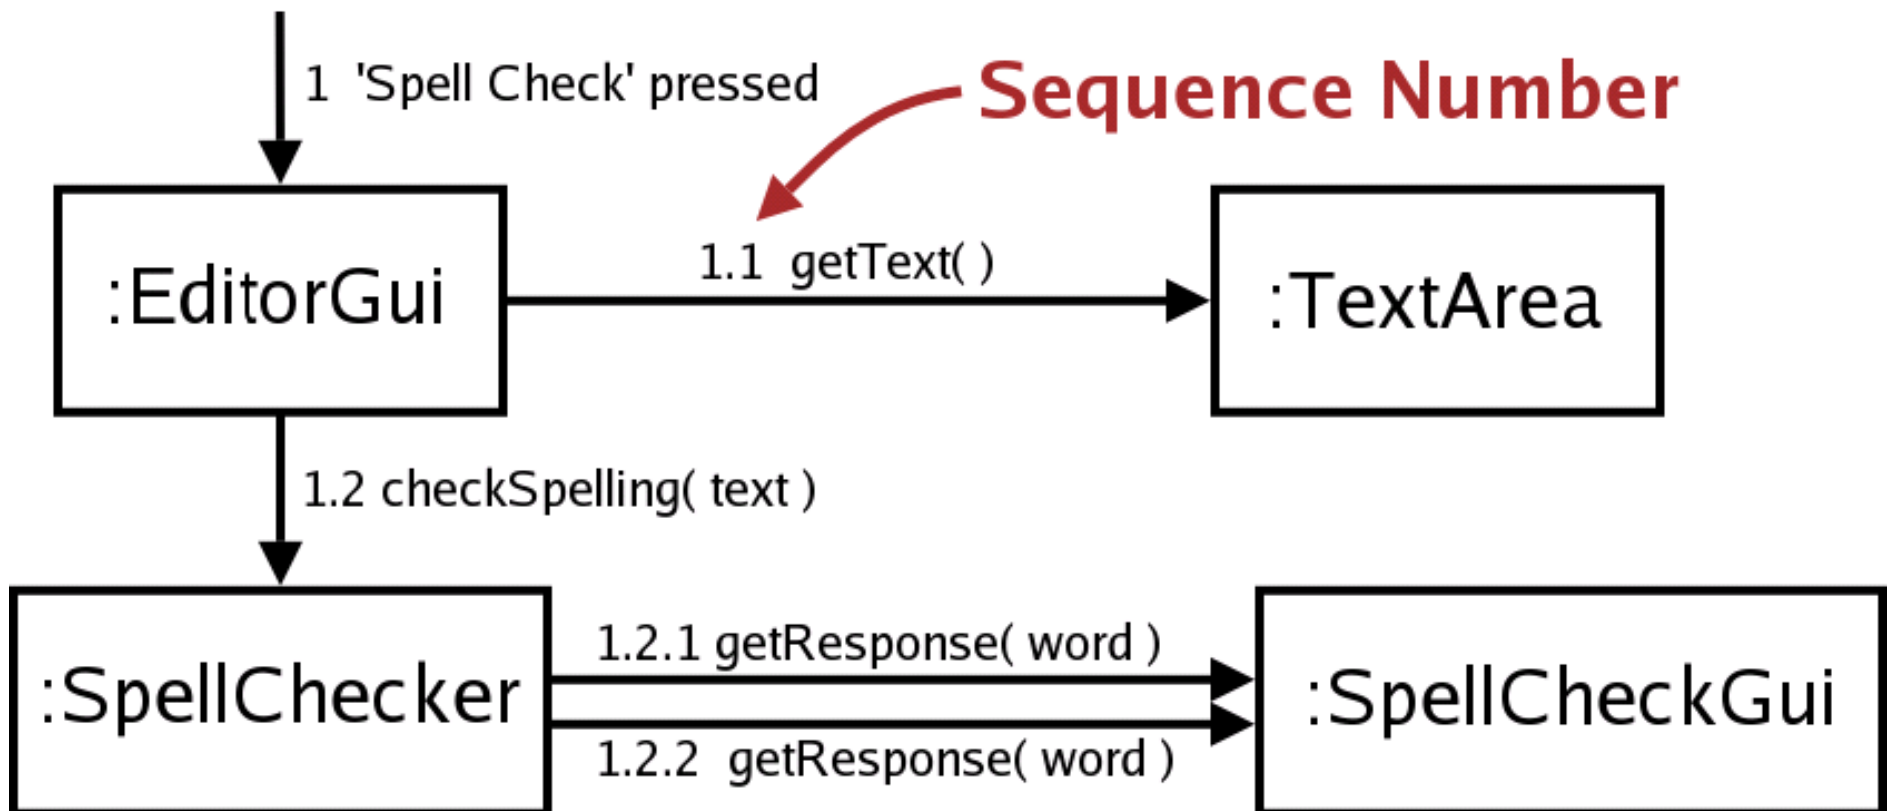 1 'Spell Check' pressed
Sequence Number
:EditorGui
1.1 getText( )
:TextArea
1.2 checkSpelling( text )
:SpellChecker
1.2.1 getResponse( word )
1.2.2 getResponse( word )
:SpellCheckGui